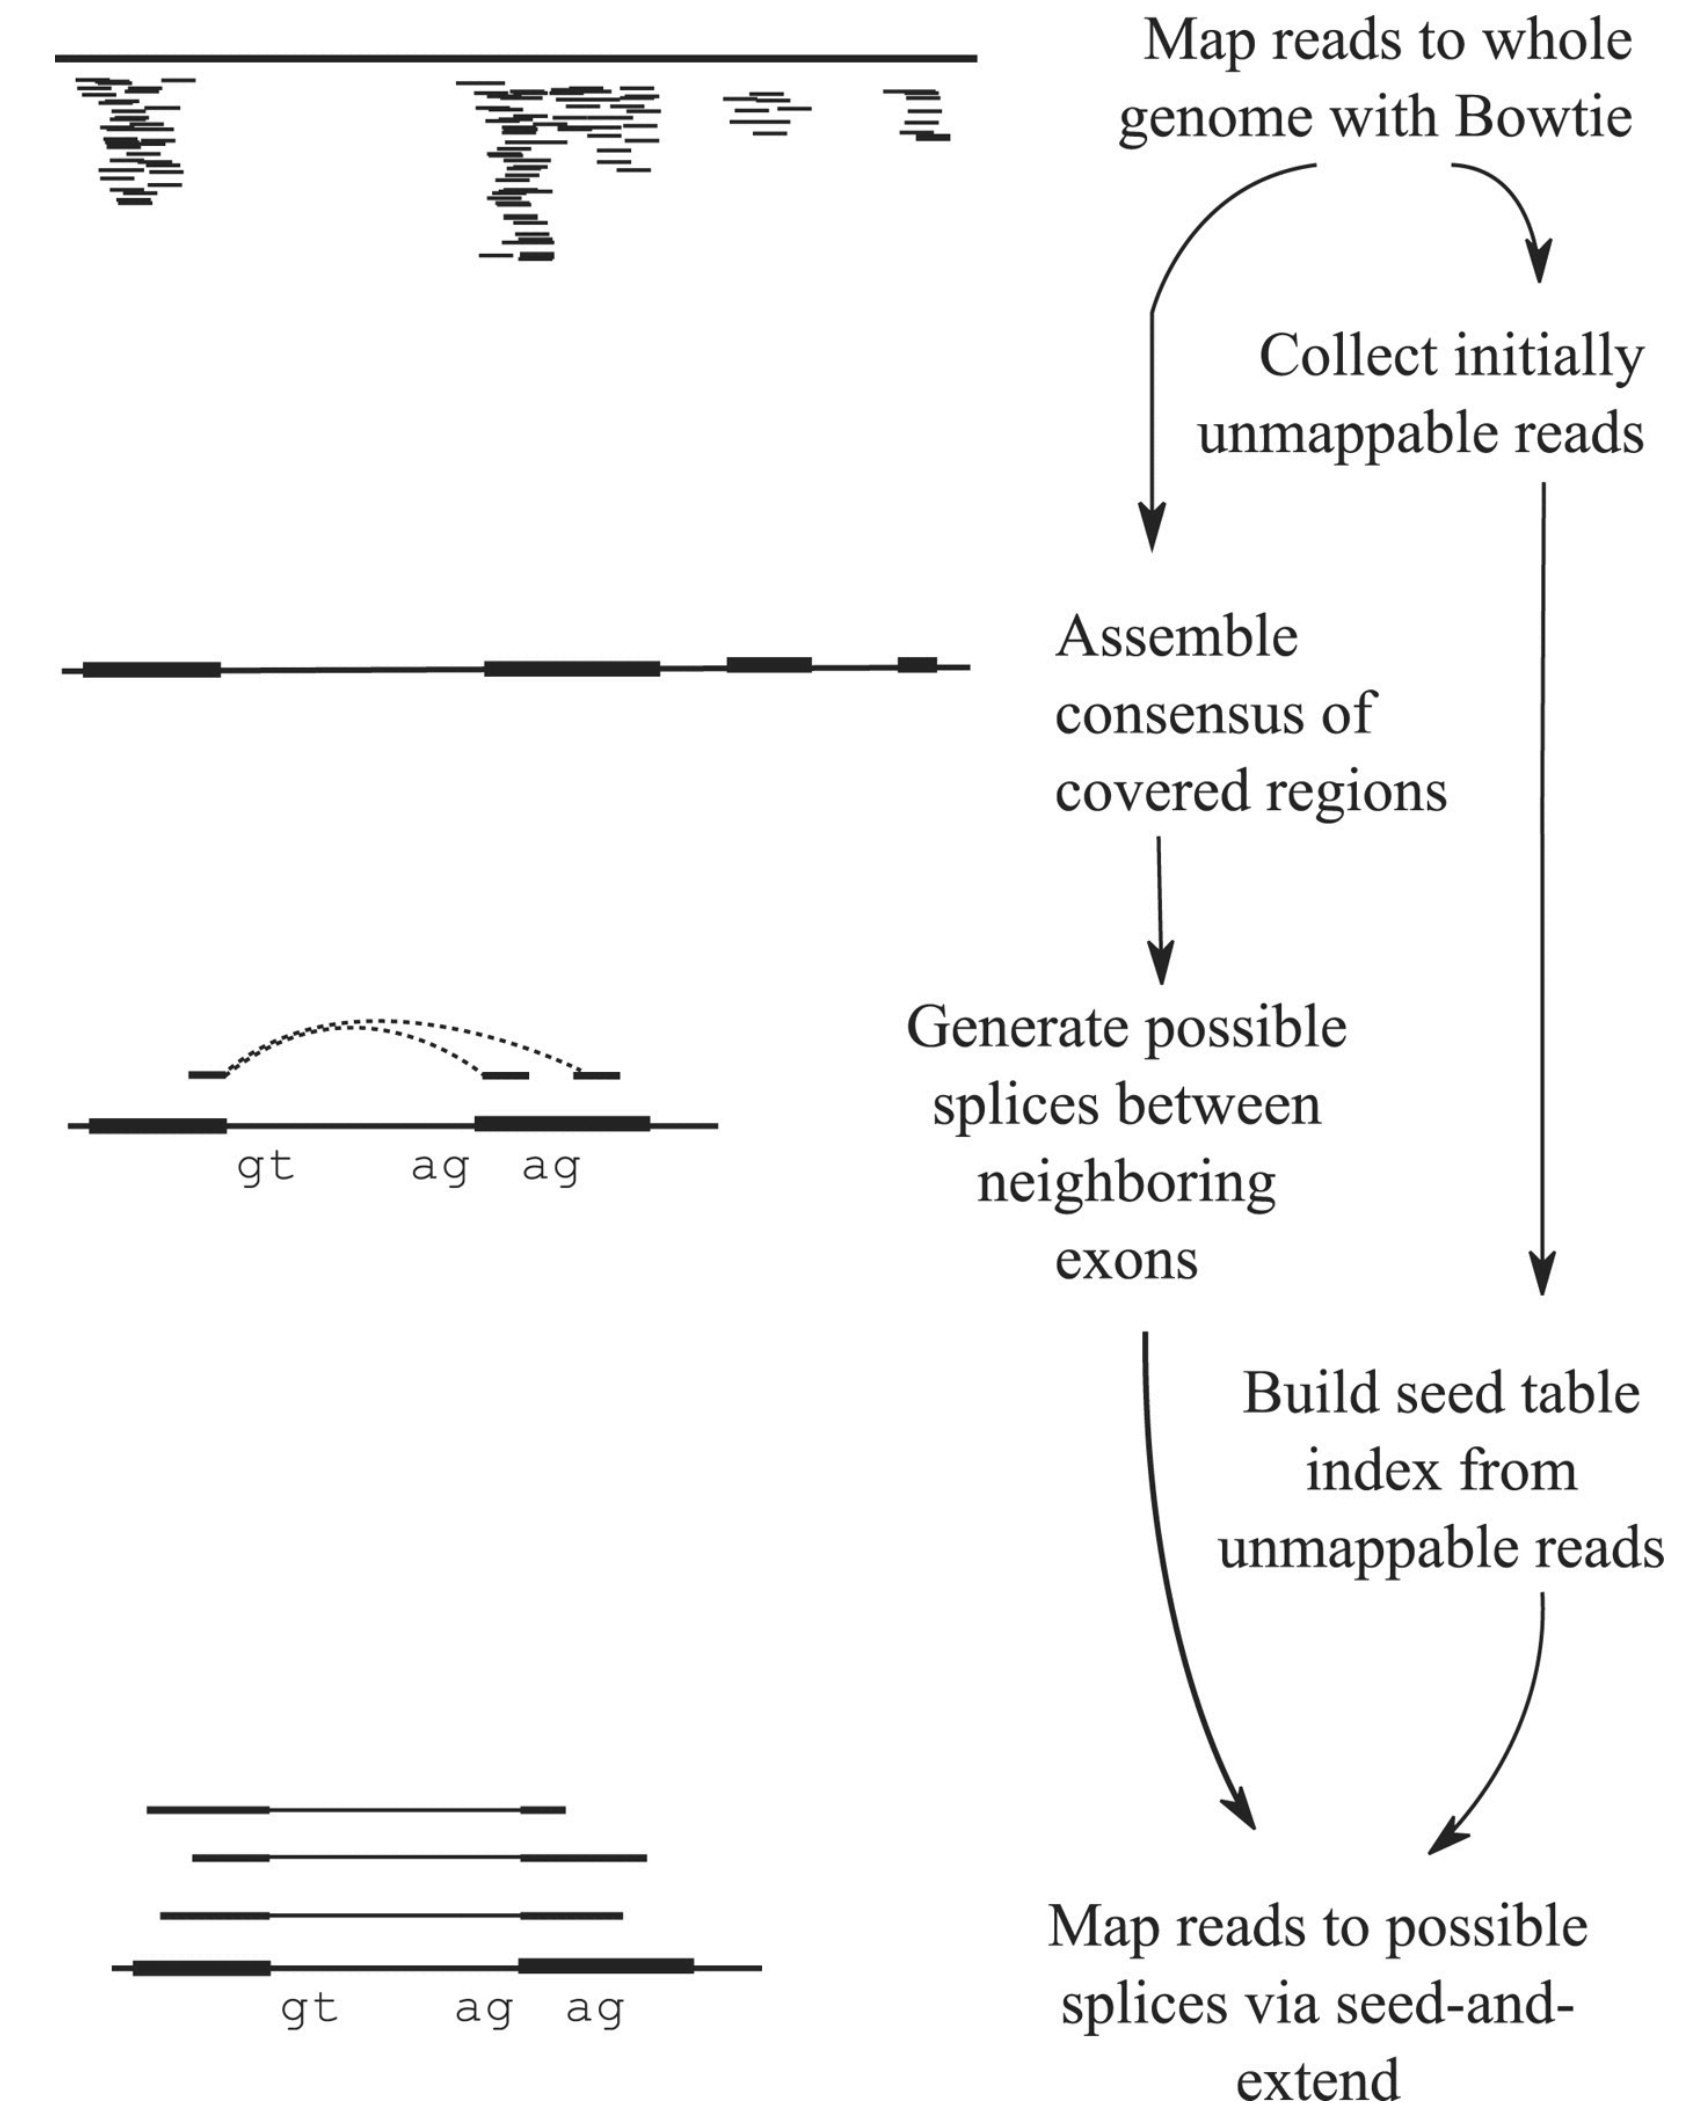 Map reads to whole
genome with Bowtie
Collect initially
unmappable reads
Assemble
consensus of
covered regions
Generate possible
splices between
neighboring
exons
gt ag ag
Build seed table
index from
unmappable reads
Map reads to possible
splices via seed-and-
extend
gt ag ag